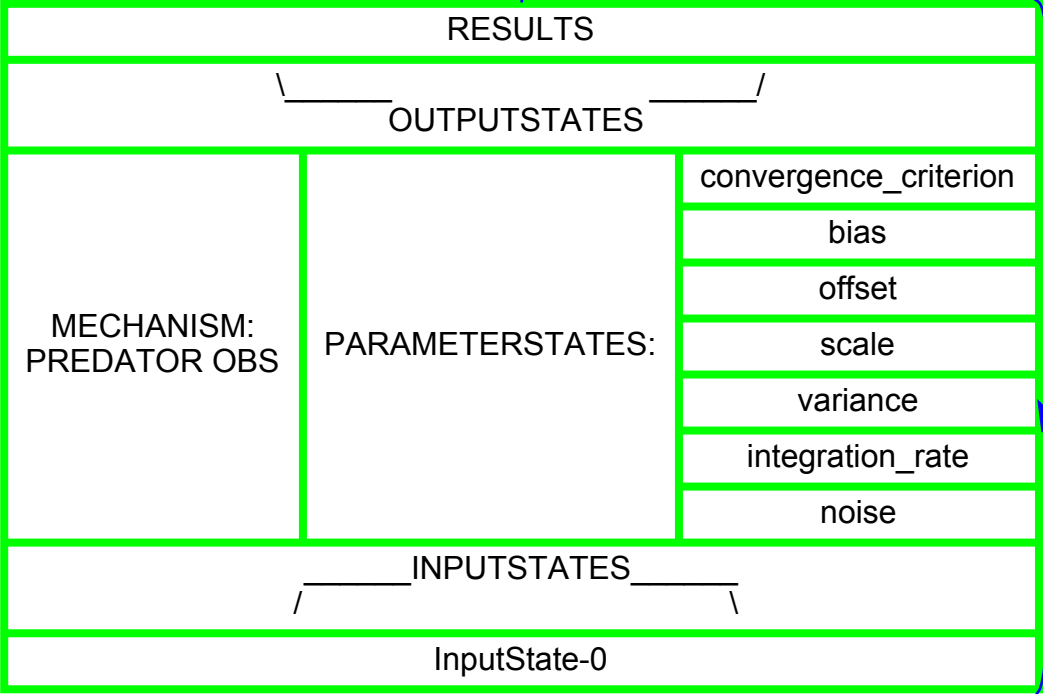 RESULTS
\______ ______/
OUTPUTSTATES
MECHANISM:
PREDATOR OBS
PARAMETERSTATES:
convergence_criterion
bias
offset
scale
variance
integration_rate
noise
______INPUTSTATES______
/ \
InputState-0